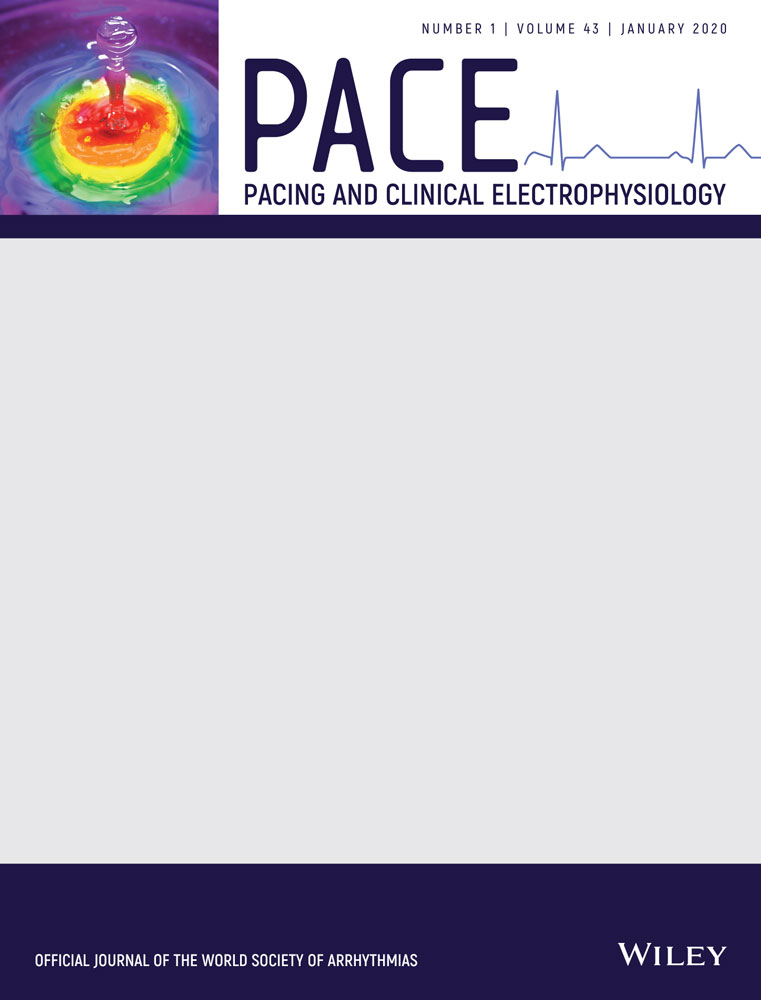 NUMBER 1 | VOLUME 43 | JANUARY 2020
PACE
PACING AND CLINICAL ELECTROPHYSIOLOGY
OFFICIAL JOURNAL OF THE WORLD SOCIETY OF ARRHYTHMIAS
WILEY